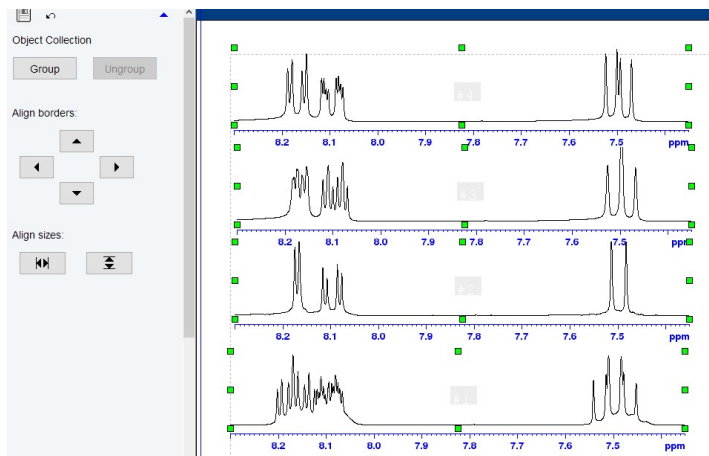 Object Collection
Group Ungroup
Align borders:
Align sizes:
#4
8.2 8.1 8.0 7.9 7.8 7.7 7.6 7.5 ppm
#3
8.2 8.1 8.0 7.9 7.8 7.7 7.6 7.5 ppm
#2
8.2 8.1 8.0 7.9 7.8 7.7 7.6 7.5 ppm
#1
8.2 8.1 8.0 7.9 7.8 7.7 7.6 7.5 ppm